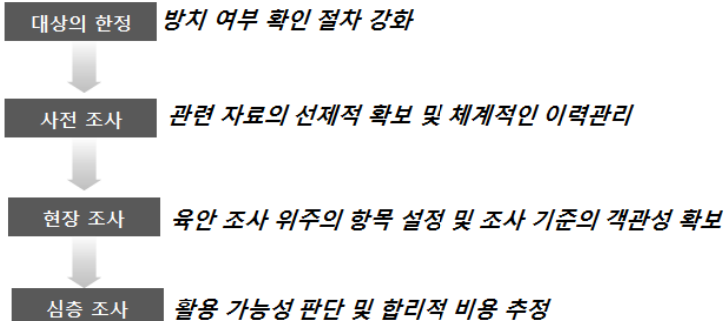 대상의 한정 방치 여부 확인 절차 강화
사전 조사 관련 자료의 선제적 확보 및 체계적인 이력관리
현장 조사 육안 조사 위주의 항목 설정 및 조사 기준의 객관성 확보
심층 조사 활용 가능성 판단 및 합리적 비용 추정